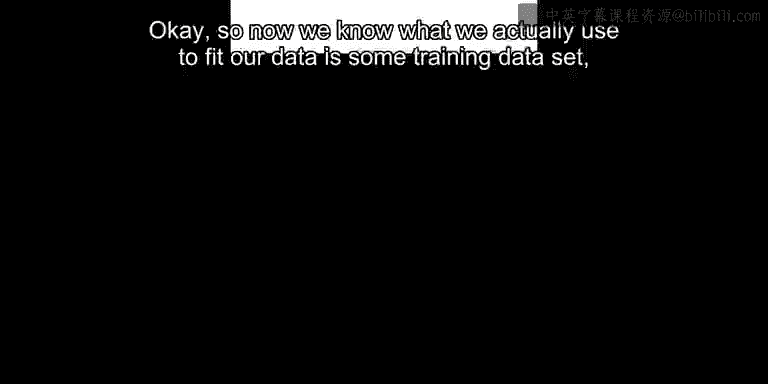 中英字幕课程资源@bilibili.com
Okay, so now we know what we actually use
to fit our data is some training data set,